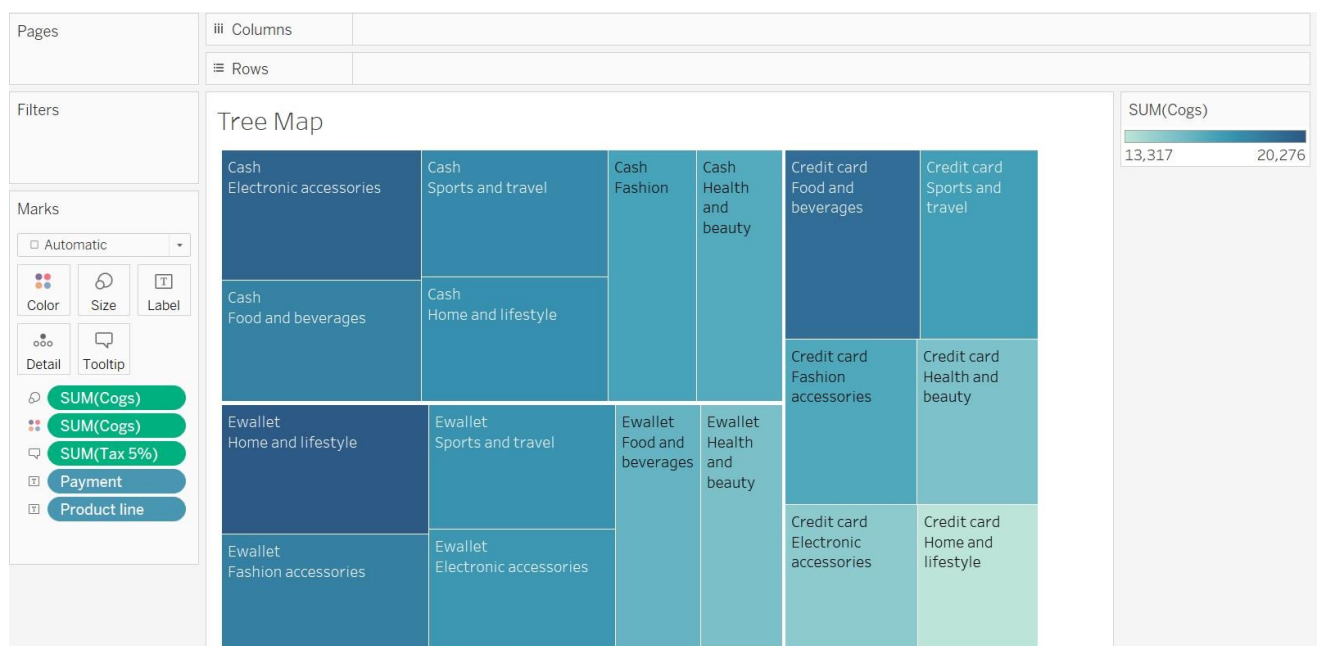 Pages
Columns
Rows
Filters
Marks
Automatic
Color
Size
Label
Detail
Tooltip
SUM(Cogs)
SUM(Cogs)
SUM(Tax 5%)
Payment
Product line
Tree Map
Cash
Electronic accessories
Cash
Sports and travel
Cash
Fashion
Cash
Health
and
beauty
Cash
Food and beverages
Cash
Home and lifestyle
Ewallet
Home and lifestyle
Ewallet
Sports and travel
Ewallet
Food and
beverages
Ewallet
Health
and
beauty
Ewallet
Fashion accessories
Ewallet
Electronic accessories
Credit card
Food and
beverages
Credit card
Sports and
travel
Credit card
Fashion
accessories
Credit card
Health and
beauty
Credit card
Electronic
accessories
Credit card
Home and
lifestyle
SUM(Cogs)
13,317
20,276